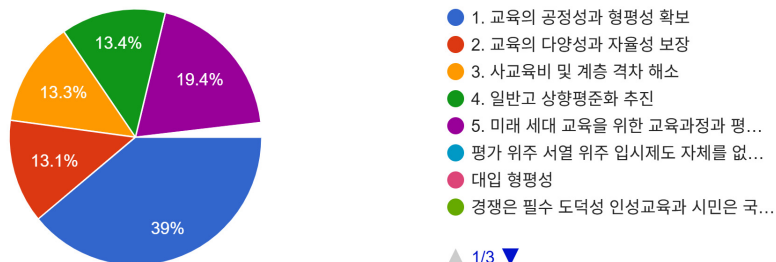 13.4%
19.4%
13.3%
13.1%
39%
1. 교육의 공정성과 형평성 확보
2. 교육의 다양성과 자율성 보장
3. 사교육비 및 계층 격차 해소
4. 일반고 상향평준화 추진
5. 미래 세대 교육을 위한 교육과정과 평…
평가 위주 서열 위주 입시제도 자체를 없…
대입 형평성
경쟁은 필수 도덕성 인성교육과 시민은 국…
1/3